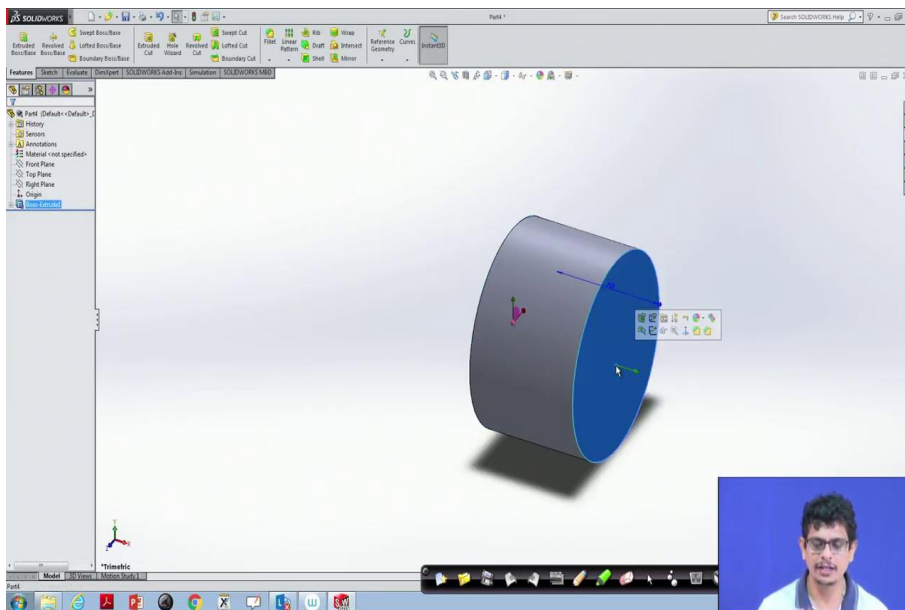 SOLIDWORKS
Part4 *
Search SOLIDWORKS Help
Extruded Boss/Base
Revolved Boss/Base
Swept Boss/Base
Lofted Boss/Base
Boundary Boss/Base
Extruded Cut
Hole Wizard
Revolved Cut
Swept Cut
Lofted Cut
Boundary Cut
Fillet
Linear Pattern
Rib
Draft
Shell
Wrap
Intersect
Mirror
Reference Geometry
Curves
Instant3D
Features
Sketch
Evaluate
DimXpert
SOLIDWORKS Add-Ins
Simulation
SOLIDWORKS MBD
Part4 (Default<<Default>_D
History
Sensors
Annotations
Material <not specified>
Front Plane
Top Plane
Right Plane
Origin
Boss-Extrude1
*Trimetric
Model
3D Views
Motion Study 1
Part4